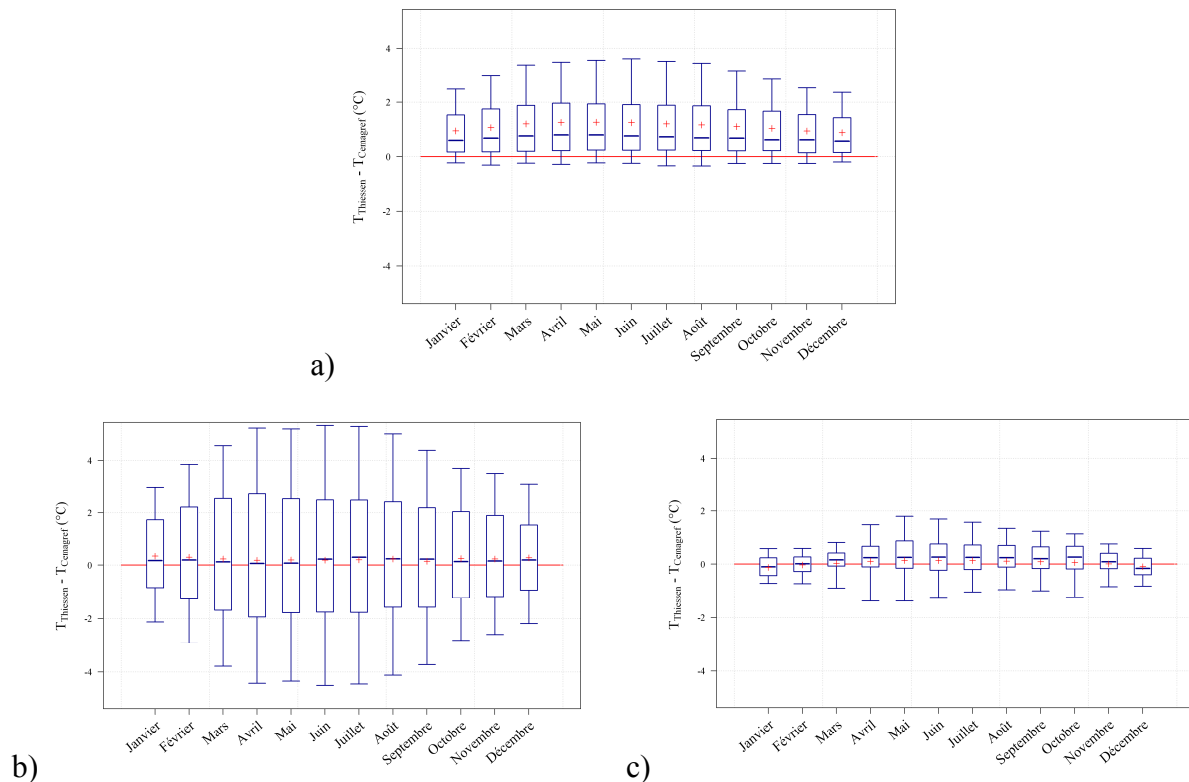 T_Thiessen - T_Cemagref (°C)
4
2
0
-2
-4
Janvier
Février
Mars
Avril
Mai
Juin
Juillet
Août
Septembre
Octobre
Novembre
Décembre
a)
T_Thiessen - T_Cemagref (°C)
4
2
0
-2
-4
Janvier
Février
Mars
Avril
Mai
Juin
Juillet
Août
Septembre
Octobre
Novembre
Décembre
b)
T_Thiessen - T_Cemagref (°C)
4
2
0
-2
-4
Janvier
Février
Mars
Avril
Mai
Juin
Juillet
Août
Septembre
Octobre
Novembre
Décembre
c)